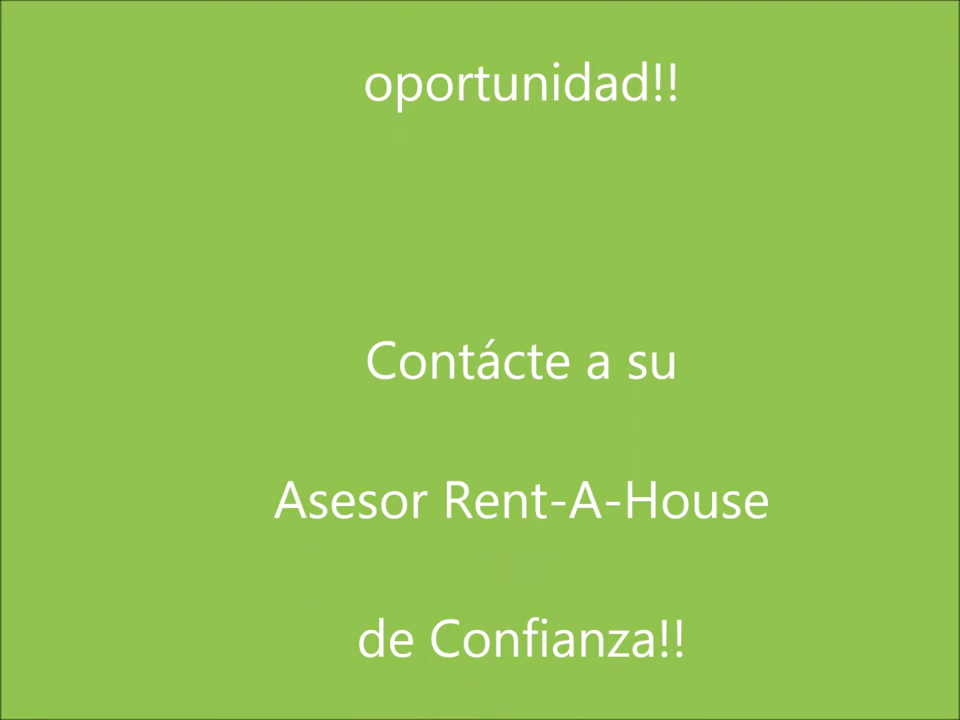 oportunidad!!
Contácte a su
Asesor Rent-A-House
de Confianza!!